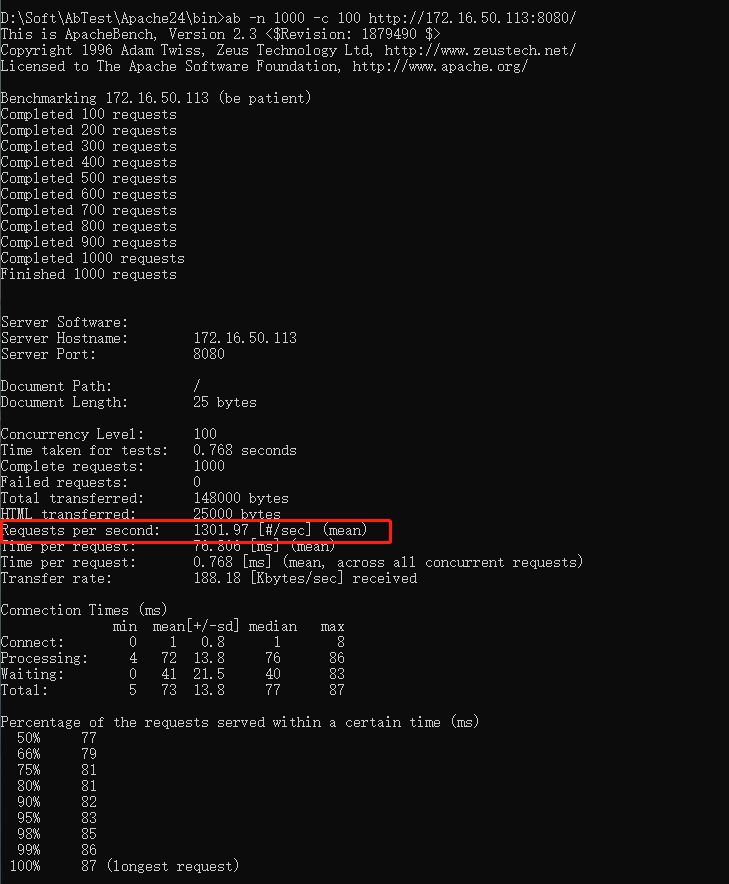 D:\Soft\AbTest\Apache24\bin>ab -n 1000 -c 100 http://172.16.50.113:8080/
This is ApacheBench, Version 2.3 <$Revision: 1879490 $>
Copyright 1996 Adam Twiss, Zeus Technology Ltd, http://www.zeustech.net/
Licensed to The Apache Software Foundation, http://www.apache.org/
Benchmarking 172.16.50.113 (be patient)
Completed 100 requests
Completed 200 requests
Completed 300 requests
Completed 400 requests
Completed 500 requests
Completed 600 requests
Completed 700 requests
Completed 800 requests
Completed 900 requests
Completed 1000 requests
Finished 1000 requests
Server Software:
Server Hostname:        172.16.50.113
Server Port:            8080
Document Path:          /
Document Length:        25 bytes
Concurrency Level:      100
Time taken for tests:   0.768 seconds
Complete requests:      1000
Failed requests:        0
Total transferred:      148000 bytes
HTML transferred:       25000 bytes
Requests per second:    1301.97 [#/sec] (mean)
Time per request:       76.806 [ms] (mean)
Time per request:       0.768 [ms] (mean, across all concurrent requests)
Transfer rate:          188.18 [Kbytes/sec] received
Connection Times (ms)
              min  mean[+/-sd] median   max
Connect:        0    1   0.8      1       8
Processing:     4   72  13.8     76      86
Waiting:        0   41  21.5     40      83
Total:          5   73  13.8     77      87
Percentage of the requests served within a certain time (ms)
  50%     77
  66%     79
  75%     81
  80%     81
  90%     82
  95%     83
  98%     85
  99%     86
 100%     87 (longest request)